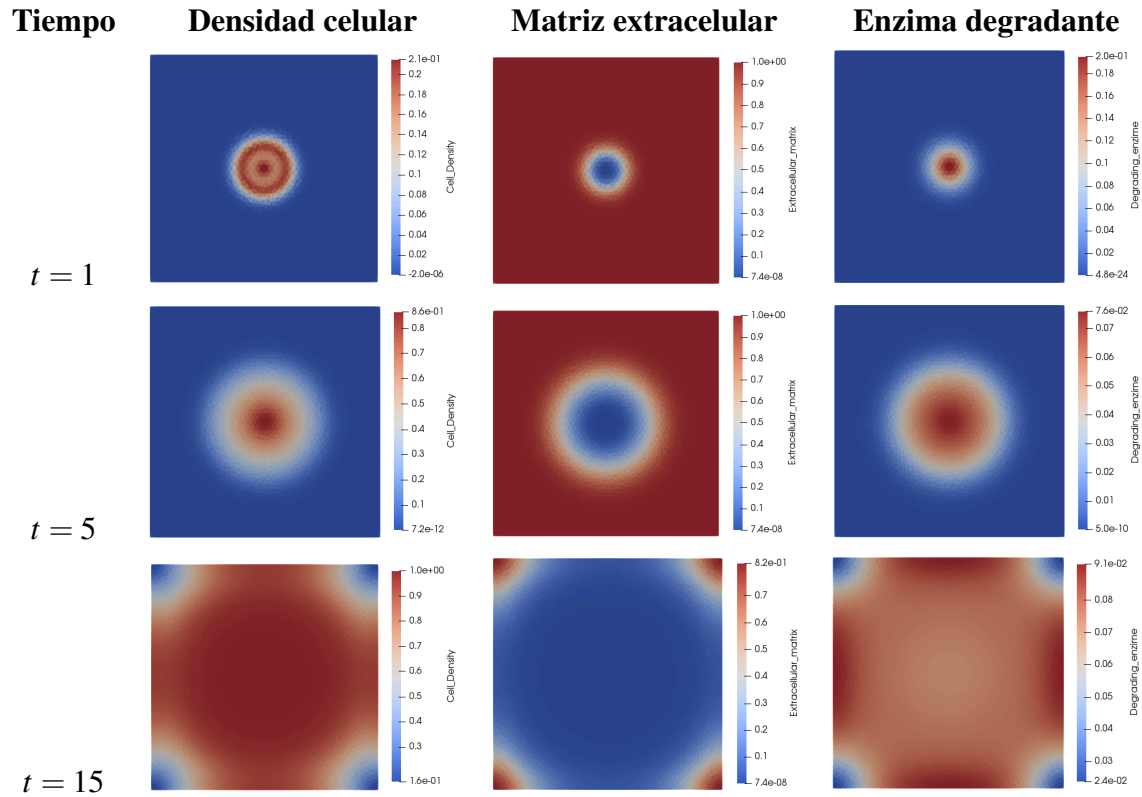 Tiempo Densidad celular Matriz extracelular Enzima degradante
t = 1
2.1e-01
0.2
0.18
0.16
0.14
0.12
0.1
0.08
0.06
0.04
0.02
-2.0e-06
Cell_Density
1.0e+00
0.9
0.8
0.7
0.6
0.5
0.4
0.3
0.2
0.1
7.4e-08
Extracellular_matrix
2.0e-01
0.18
0.16
0.14
0.12
0.1
0.08
0.06
0.04
0.02
4.8e-24
Degrading_enzime
t = 5
8.6e-01
0.8
0.7
0.6
0.5
0.4
0.3
0.2
0.1
7.2e-12
Cell_Density
1.0e+00
0.9
0.8
0.7
0.6
0.5
0.4
0.3
0.2
0.1
7.4e-08
Extracellular_matrix
7.6e-02
0.07
0.06
0.05
0.04
0.03
0.02
0.01
5.0e-10
Degrading_enzime
t = 15
1.0e+00
0.9
0.8
0.7
0.6
0.5
0.4
0.3
1.6e-01
Cell_Density
8.2e-01
0.7
0.6
0.5
0.4
0.3
0.2
0.1
7.4e-08
Extracellular_matrix
9.1e-02
0.08
0.07
0.06
0.05
0.04
0.03
2.4e-02
Degrading_enzime